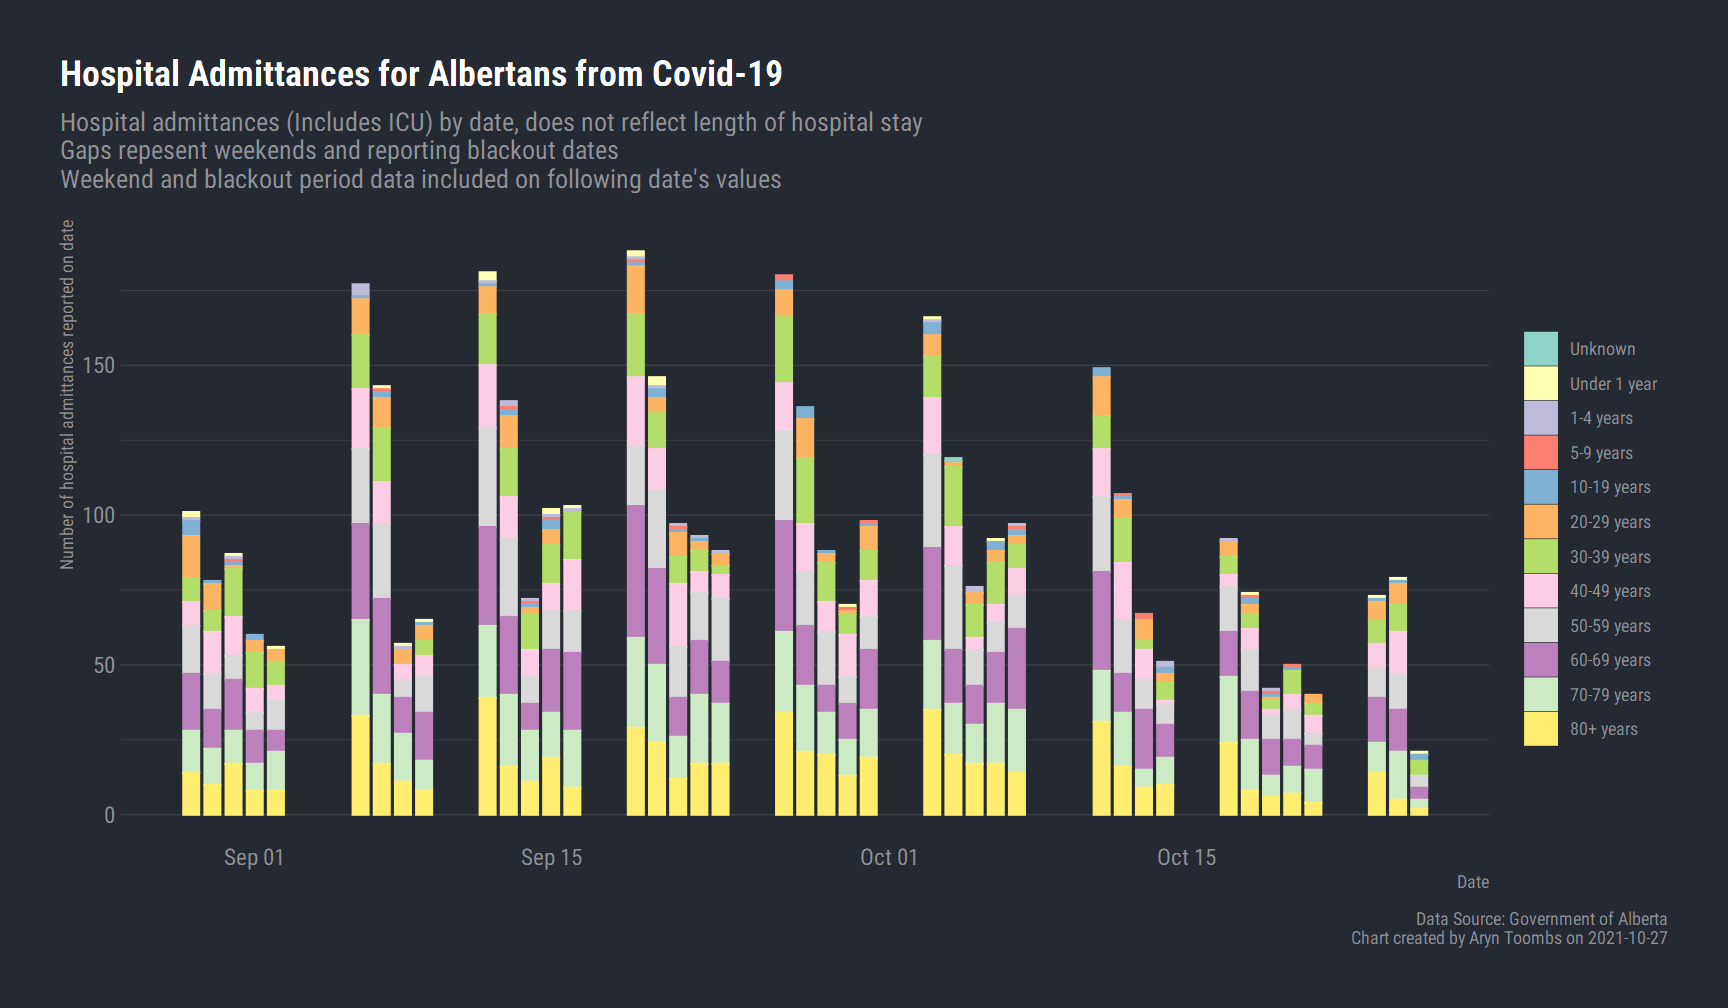 Hospital Admittances for Albertans from Covid-19
Hospital admittances (Includes ICU) by date, does not reflect length of hospital stay
Gaps repesent weekends and reporting blackout dates
Weekend and blackout period data included on following date's values
Number of hospital admittances reported on date
150
100
50
0
Sep 01
Sep 15
Oct 01
Oct 15
Date
Unknown
Under 1 year
1-4 years
5-9 years
10-19 years
20-29 years
30-39 years
40-49 years
50-59 years
60-69 years
70-79 years
80+ years
Data Source: Government of Alberta
Chart created by Aryn Toombs on 2021-10-27